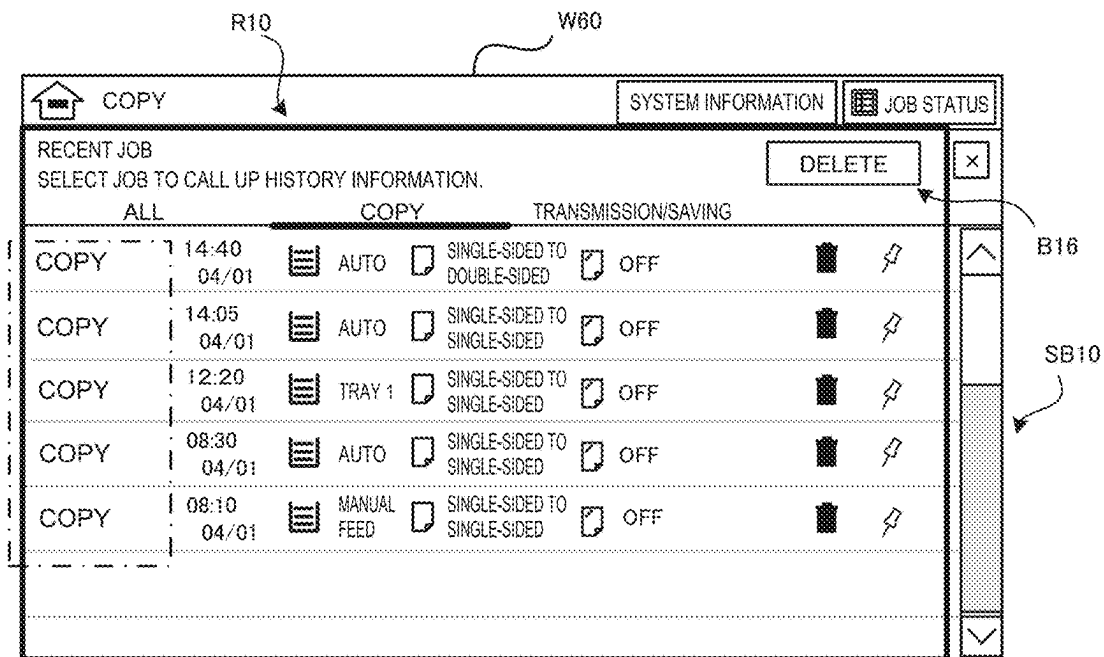 R10
W60
COPY
SYSTEM INFORMATION
JOB STATUS
RECENT JOB
SELECT JOB TO CALL UP HISTORY INFORMATION.
DELETE
×
ALL
COPY
TRANSMISSION/SAVING
B16
COPY
14:40
04/01
AUTO
SINGLE-SIDED TO
DOUBLE-SIDED
OFF
COPY
14:05
04/01
AUTO
SINGLE-SIDED TO
SINGLE-SIDED
OFF
SB10
COPY
12:20
04/01
TRAY 1
SINGLE-SIDED TO
SINGLE-SIDED
OFF
COPY
08:30
04/01
AUTO
SINGLE-SIDED TO
SINGLE-SIDED
OFF
COPY
08:10
04/01
MANUAL
FEED
SINGLE-SIDED TO
SINGLE-SIDED
OFF